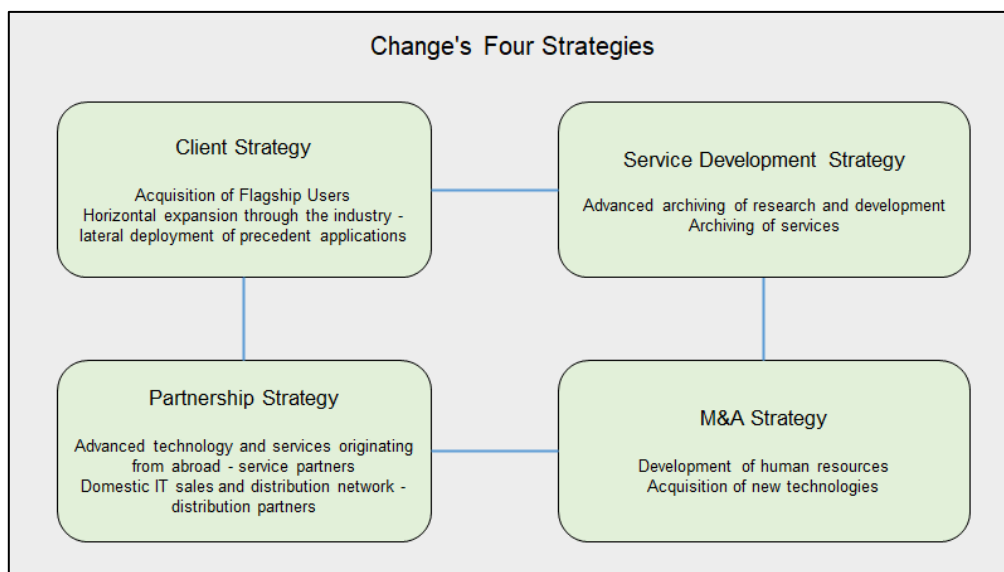 Change's Four Strategies
Client Strategy
Acquisition of Flagship Users
Horizontal expansion through the industry -
lateral deployment of precedent applications
Service Development Strategy
Advanced archiving of research and development
Archiving of services
Partnership Strategy
Advanced technology and services originating
from abroad - service partners
Domestic IT sales and distribution network -
distribution partners
M&A Strategy
Development of human resources
Acquisition of new technologies